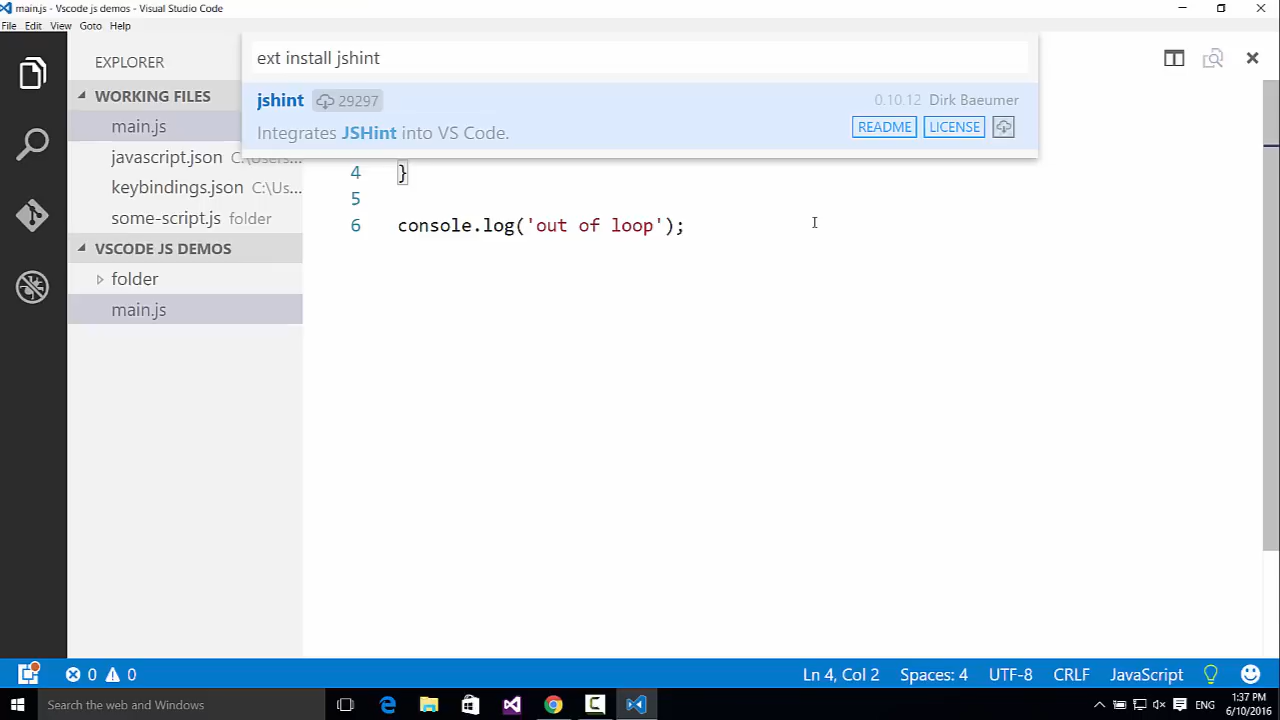 main.js - Vscode js demos - Visual Studio Code
File Edit View Goto Help
ext install jshint
EXPLORER
jshint 29297 0.10.12 Dirk Baeumer
WORKING FILES
Integrates JSHint into VS Code. README LICENSE
main.js
javascript.json C:\Users...
4 }
keybindings.json C:\Us...
5
some-script.js folder
6 console.log('out of loop');
VSCODE JS DEMOS
folder
main.js
0 0 Ln 4, Col 2 Spaces: 4 UTF-8 CRLF JavaScript
Search the web and Windows
ENG
1:37 PM
6/10/2016